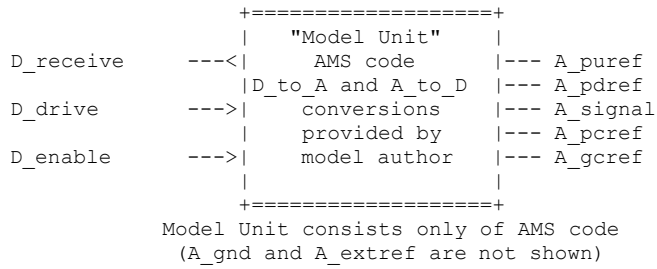 +===================+
| "Model Unit" |
D_receive ---<| AMS code |--- A_puref
|D_to_A and A_to_D |--- A_pdref
D_drive --->| conversions |--- A_signal
| provided by |--- A_pcref
D_enable --->| model author |--- A_gcref
| |
+===================+
Model Unit consists only of AMS code
(A_gnd and A_extref are not shown)